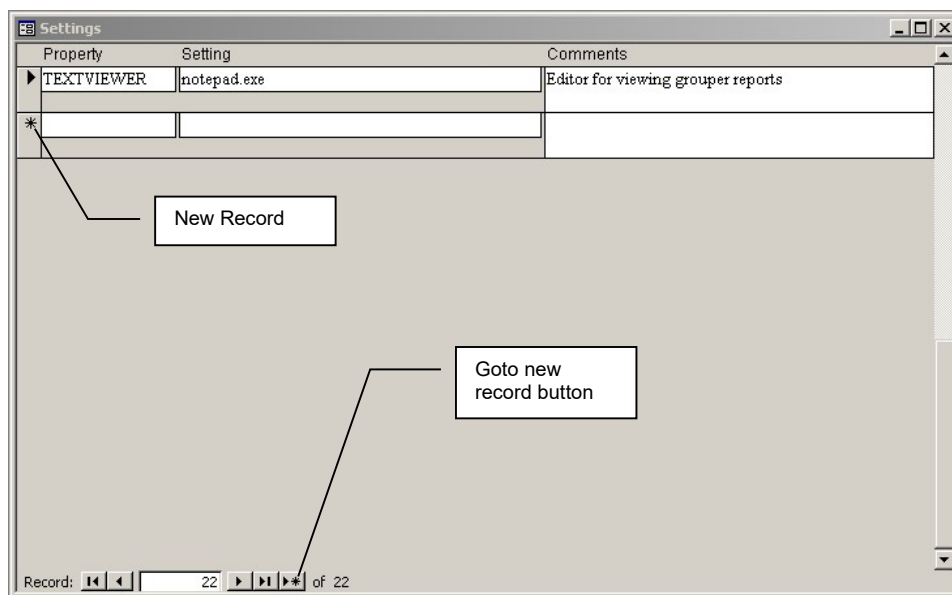 Settings
Property Setting Comments
TEXTVIEWER notepad.exe Editor for viewing grouper reports
New Record
Goto new
record button
Record: 22 of 22